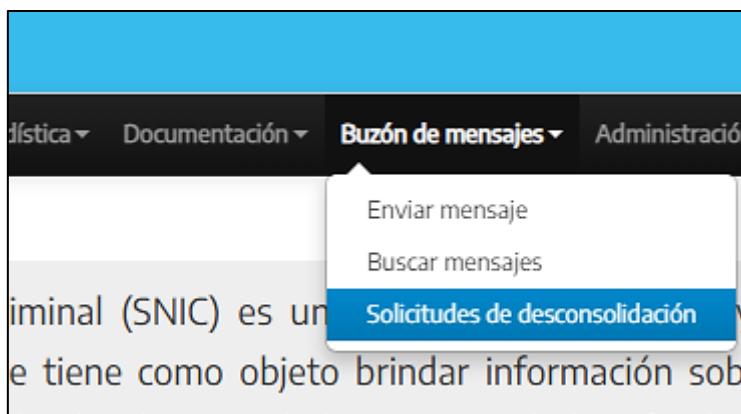 dística Documentación Buzón de mensajes Administració
Enviar mensaje
Buscar mensajes
Solicitudes de desconsolidación
iminal (SNIC) es un
e tiene como objeto brindar información sob